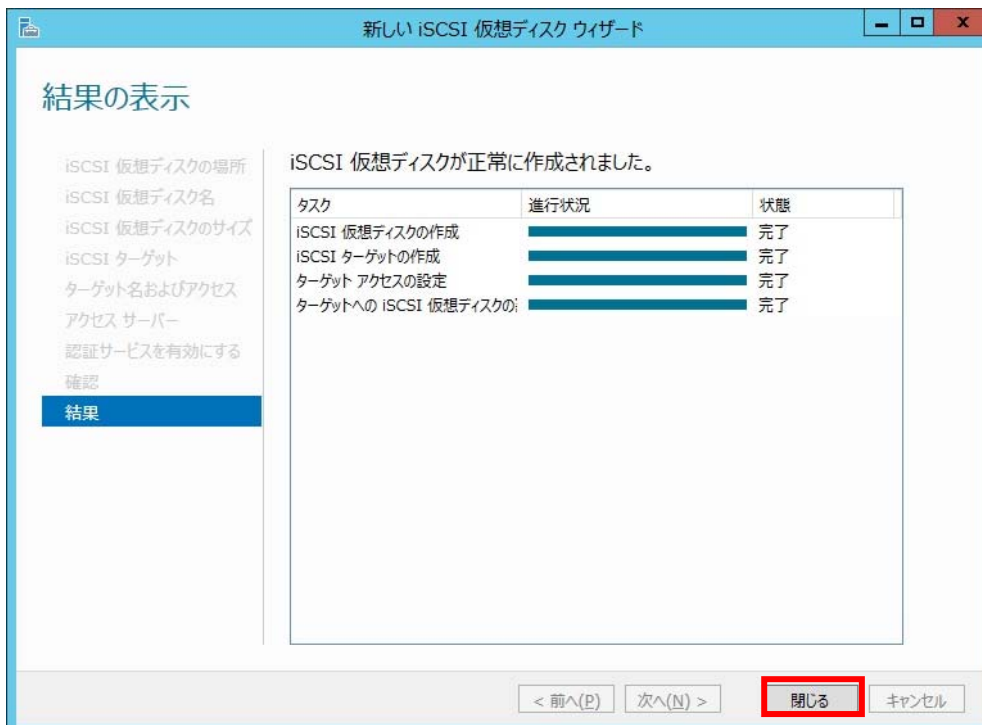 新しい iSCSI 仮想ディスク ウィザード
結果の表示
iSCSI 仮想ディスクの場所
iSCSI 仮想ディスク名
iSCSI 仮想ディスクのサイズ
iSCSI ターゲット
ターゲット名およびアクセス
アクセス サーバー
認証サービスを有効にする
確認
結果
iSCSI 仮想ディスクが正常に作成されました。
タスク 進行状況 状態
iSCSI 仮想ディスクの作成 完了
iSCSI ターゲットの作成 完了
ターゲット アクセスの設定 完了
ターゲットへの iSCSI 仮想ディスクの 完了
< 前へ(P) 次へ(N) > 閉じる キャンセル